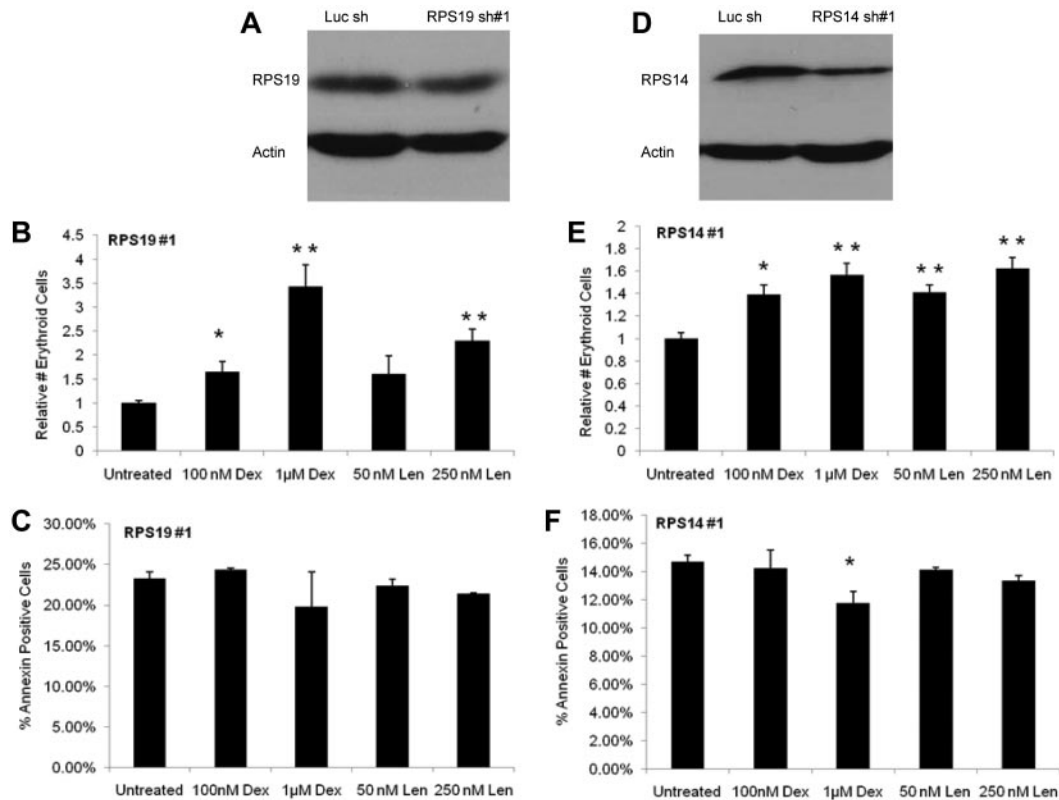 A
Luc sh RPS19 sh#1
RPS19
Actin
D
Luc sh RPS14 sh#1
RPS14
Actin
B
RPS19 #1
Relative # Erythroid Cells
4.5
4
3.5
3
2.5
2
1.5
1
0.5
0
*
* *
* *
Untreated 100 nM Dex 1µM Dex 50 nM Len 250 nM Len
E
RPS14 #1
Relative # Erythroid Cells
2
1.8
1.6
1.4
1.2
1
0.8
0.6
0.4
0.2
0
*
* *
* *
* *
Untreated 100 nM Dex 1 µM Dex 50 nM Len 250 nM Len
C
RPS19 #1
% Annexin Positive Cells
30.00%
25.00%
20.00%
15.00%
10.00%
5.00%
0.00%
Untreated 100nM Dex 1µM Dex 50 nM Len 250 nM Len
F
RPS14 #1
% Annexin Positive Cells
18.00%
16.00%
14.00%
12.00%
10.00%
8.00%
6.00%
4.00%
2.00%
0.00%
*
Untreated 100 nM Dex 1µM Dex 50 nM Len 250 nM Len